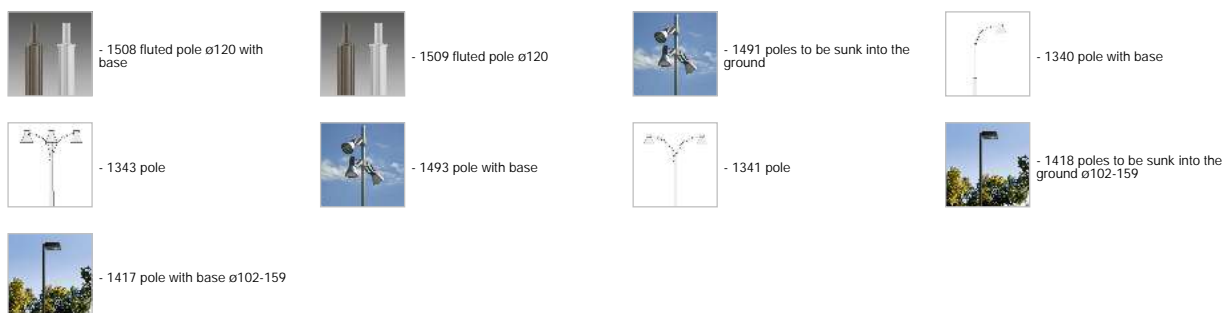 - 1508 fluted pole ø120 with
base
- 1509 fluted pole ø120
- 1491 poles to be sunk into the
ground
- 1340 pole with base
- 1343 pole
- 1493 pole with base
- 1341 pole
- 1418 poles to be sunk into the
ground ø102-159
- 1417 pole with base ø102-159